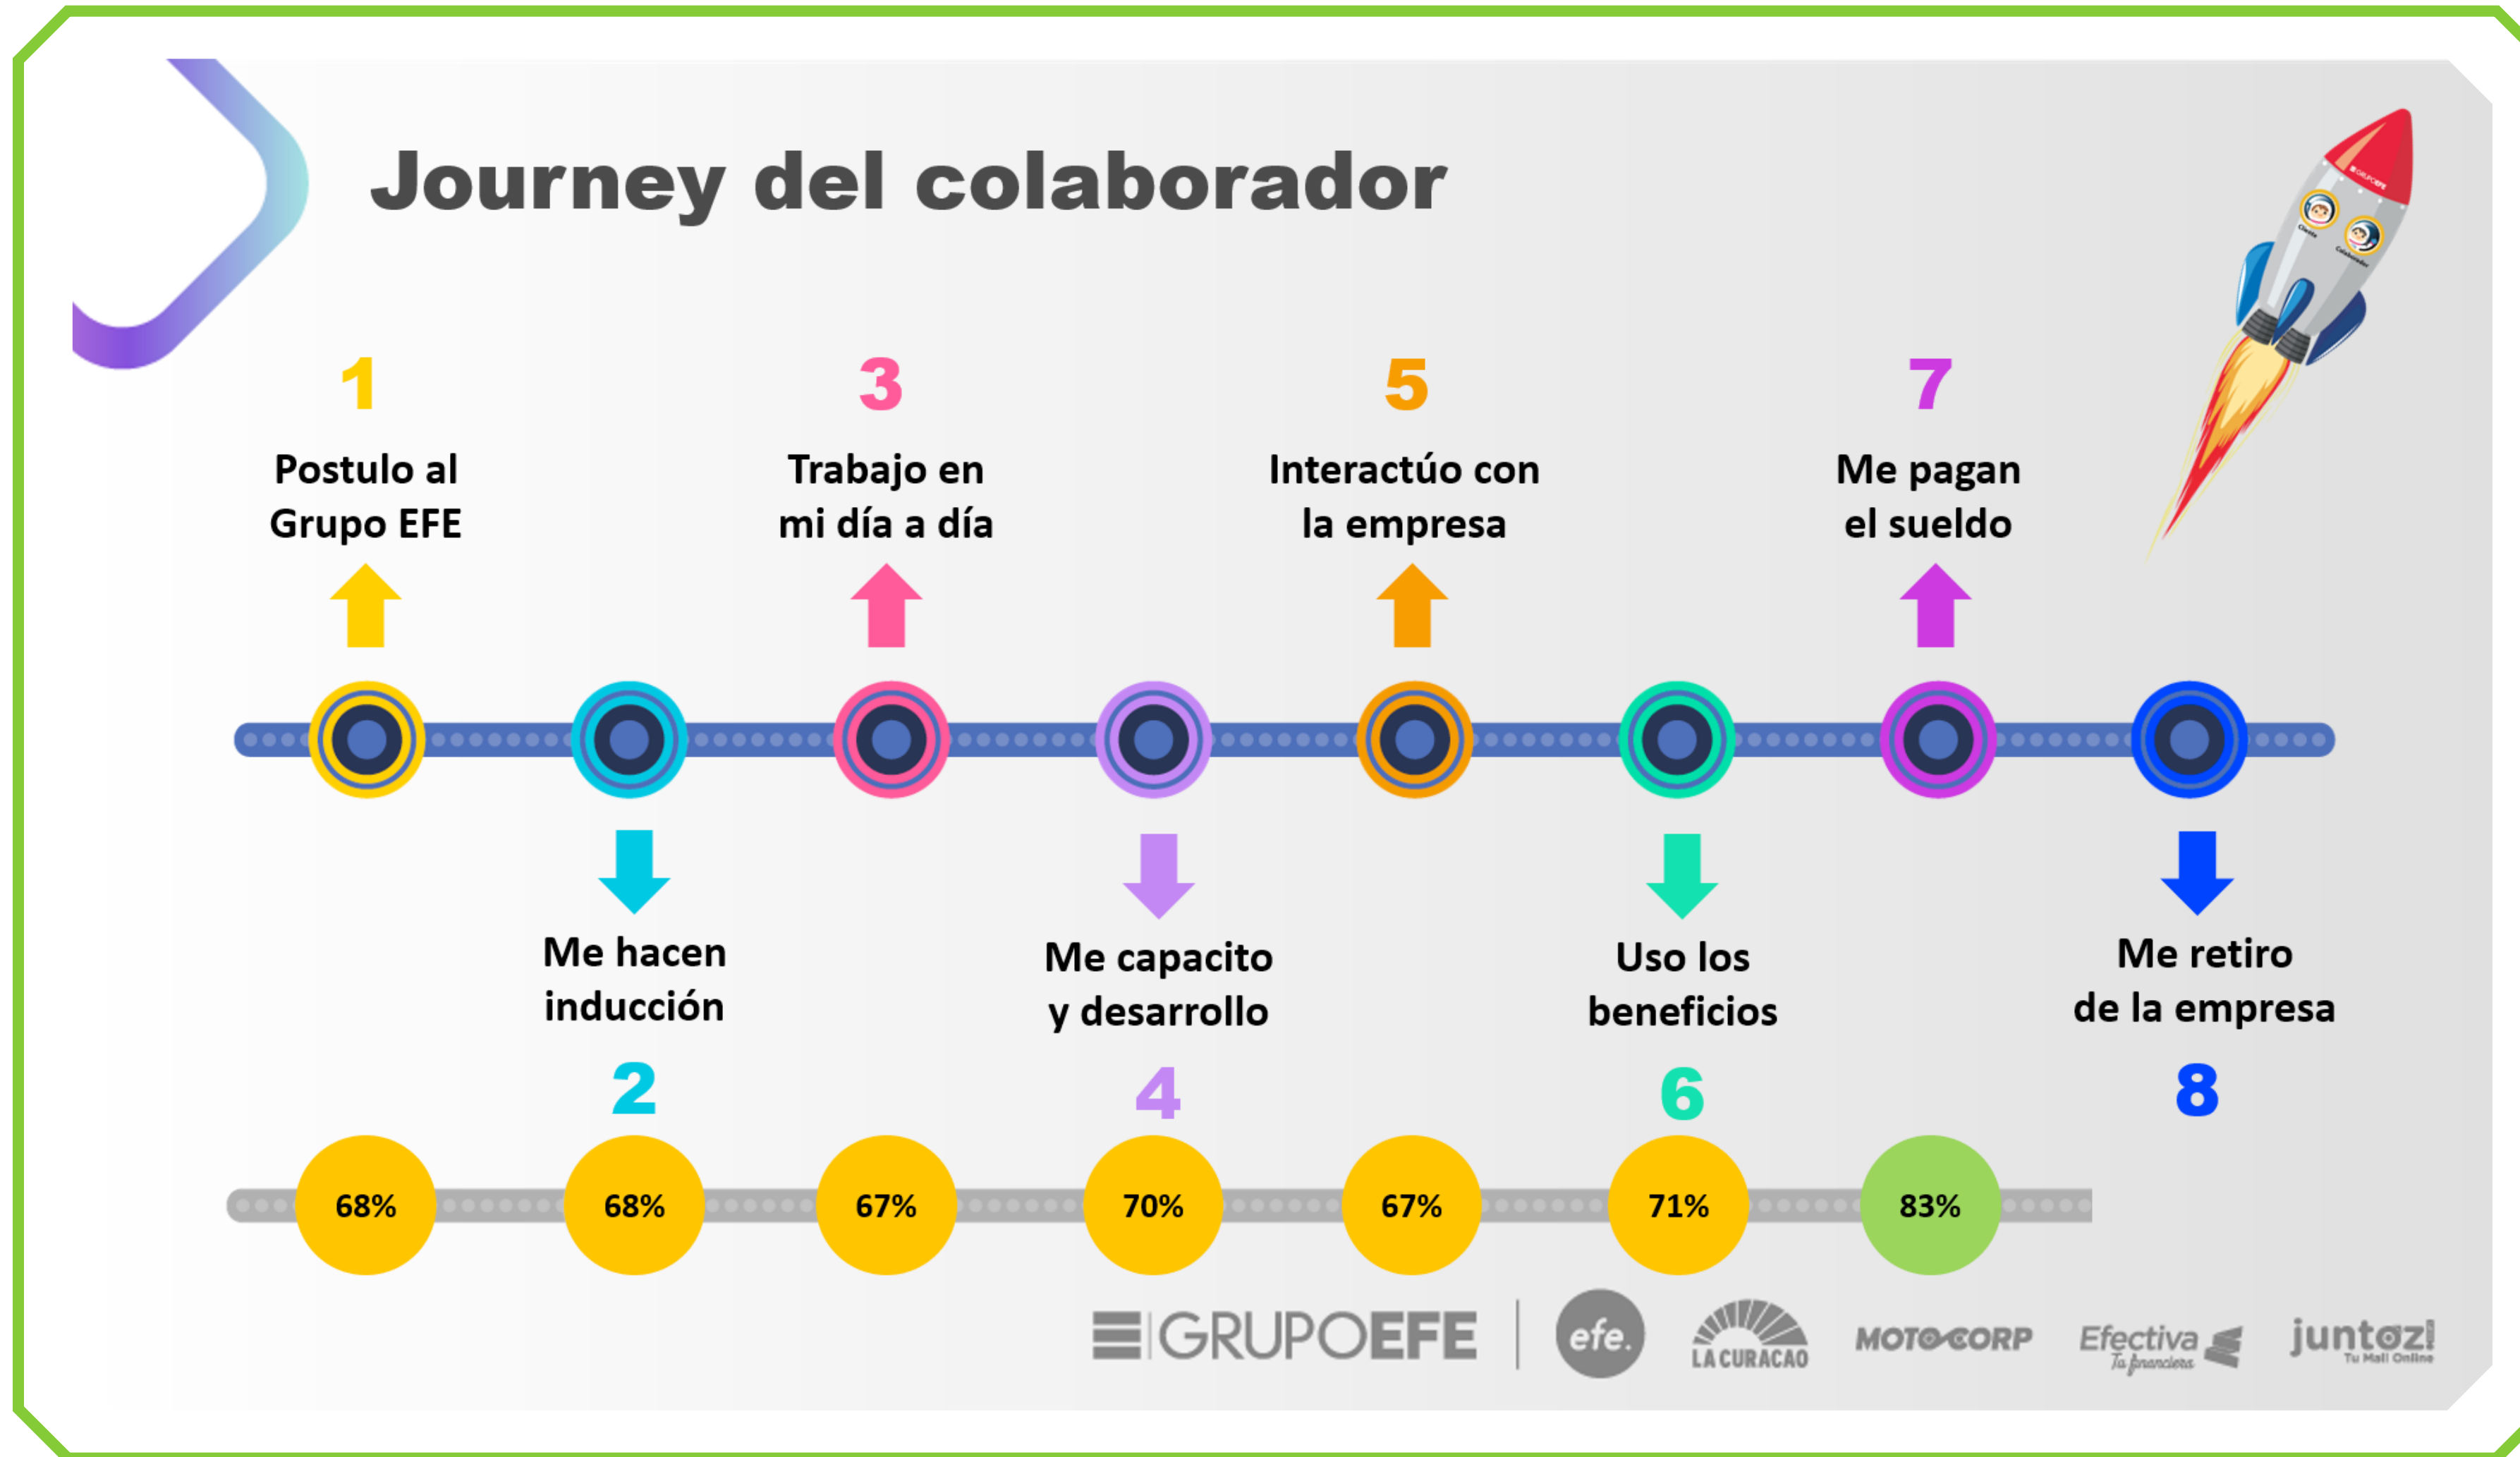 Journey del colaborador
GRUPOEFE
Cliente
Colaborador
1
Postulo al
Grupo EFE
3
Trabajo en
mi día a día
5
Interactúo con
la empresa
7
Me pagan
el sueldo
Me hacen
inducción
2
Me capacito
y desarrollo
4
Uso los
beneficios
6
Me retiro
de la empresa
8
68%
68%
67%
70%
67%
71%
83%
GRUPOEFE
efe.
LA CURACAO
MOTOCORP
Efectiva
Tu financiera
juntoz!
Tu Mall Online